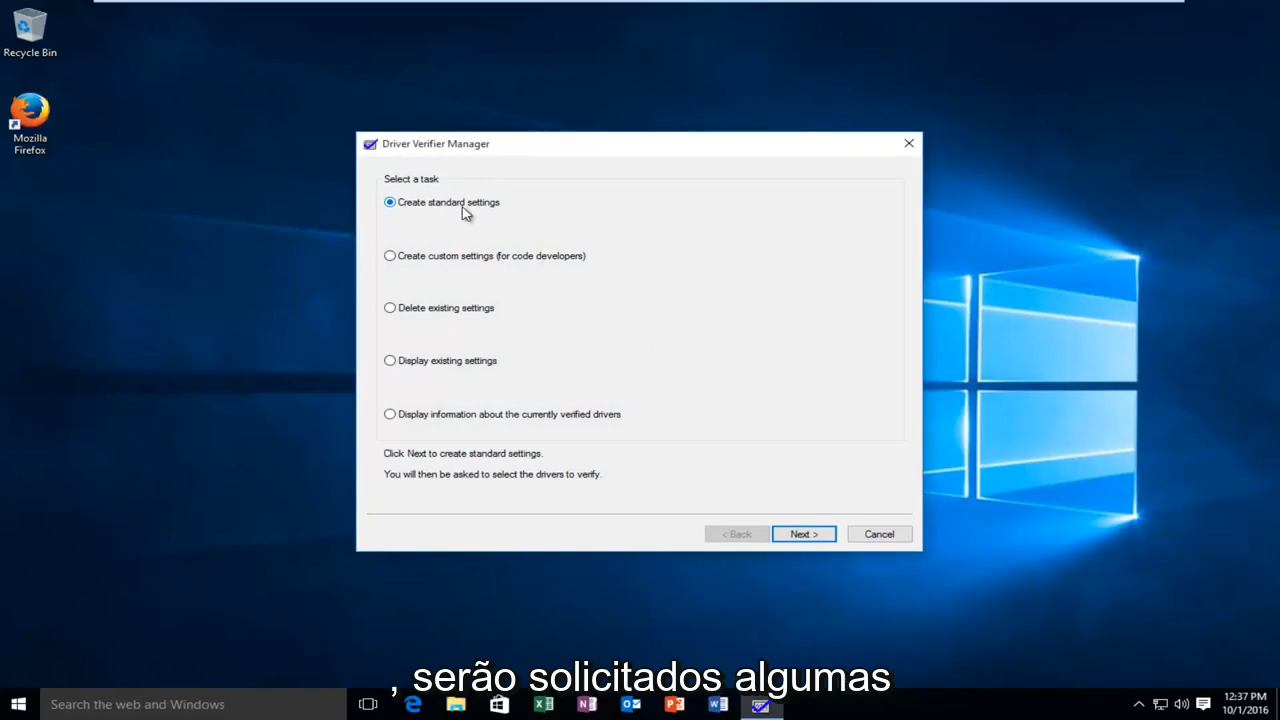 Recycle Bin
Mozilla
Firefox
Driver Verifier Manager
Select a task
Create standard settings
Create custom settings (for code developers)
Delete existing settings
Display existing settings
Display information about the currently verified drivers
Click Next to create standard settings.
You will then be asked to select the drivers to verify.
< Back
Next >
Cancel
, serão solicitados algumas
Search the web and Windows
12:37 PM
10/1/2016